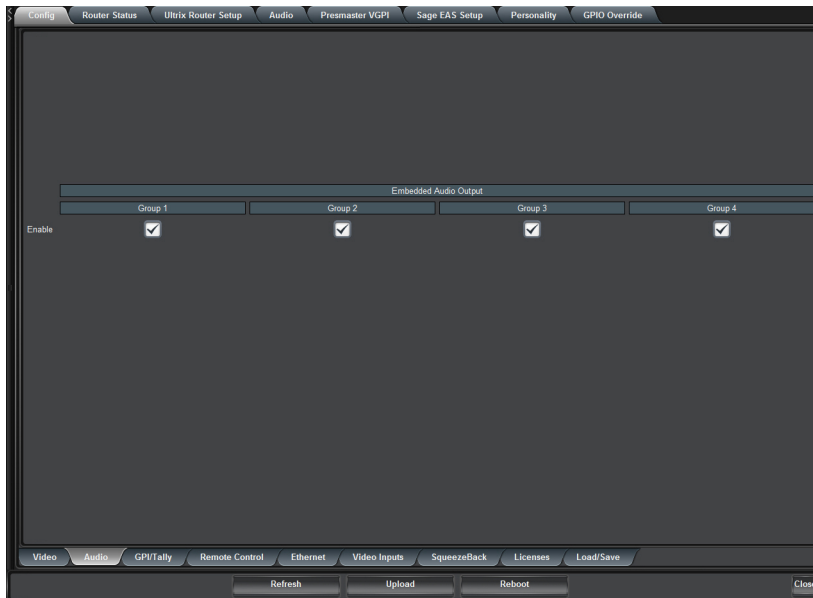 Config Router Status Ultrix Router Setup Audio Presmaster VGPI Sage EAS Setup Personality GPIO Override
Embedded Audio Output
Group 1 Group 2 Group 3 Group 4
Enable
Video Audio GPI/Tally Remote Control Ethernet Video Inputs SqueezeBack Licenses Load/Save
Refresh Upload Reboot Close